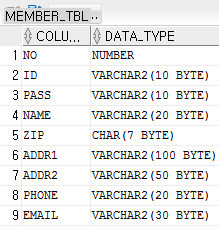 MEMBER_TBL ..
COLU... DATA_TYPE
1 NO NUMBER
2 ID VARCHAR2(10 BYTE)
3 PASS VARCHAR2(10 BYTE)
4 NAME VARCHAR2(20 BYTE)
5 ZIP CHAR(7 BYTE)
6 ADDR1 VARCHAR2(100 BYTE)
7 ADDR2 VARCHAR2(50 BYTE)
8 PHONE VARCHAR2(20 BYTE)
9 EMAIL VARCHAR2(30 BYTE)